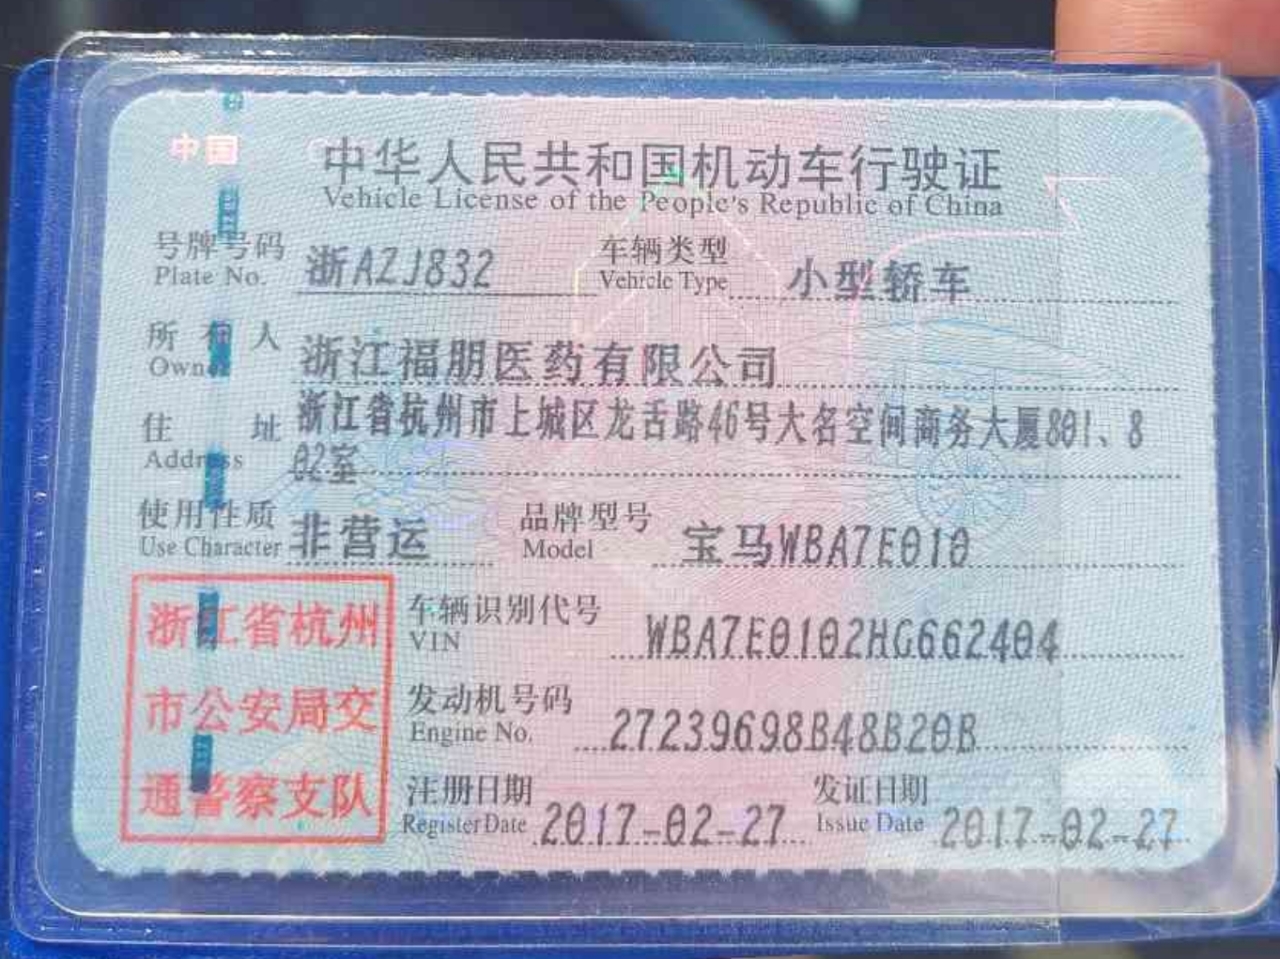 中国
中华人民共和国机动车行驶证
Vehicle License of the People's Republic of China
号牌号码 浙AZJ832 车辆类型 小型轿车
Plate No. Vehicle Type
所有人 浙江福朋医药有限公司
Owner
住址 浙江省杭州市上城区龙舌路46号大名空间商务大厦801、8
Address 02室
使用性质 非营运 品牌型号 宝马WBA7E010
Use Character Model
浙江省杭州
市公安局交
通警察支队
车辆识别代号 WBA7E0102HG662404
VIN
发动机号码 27239698B48B20B
Engine No.
注册日期 2017-02-27 发证日期 2017-02-27
Register Date Issue Date